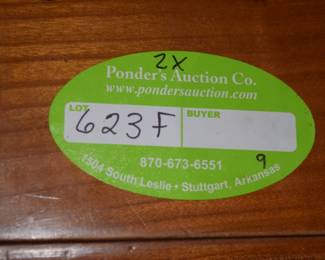 2X
Ponder's Auction Co.
www.pondersauction.com
LOT BUYER
623F
870-673-6551
9
1504 South Leslie • Stuttgart, Arkansas